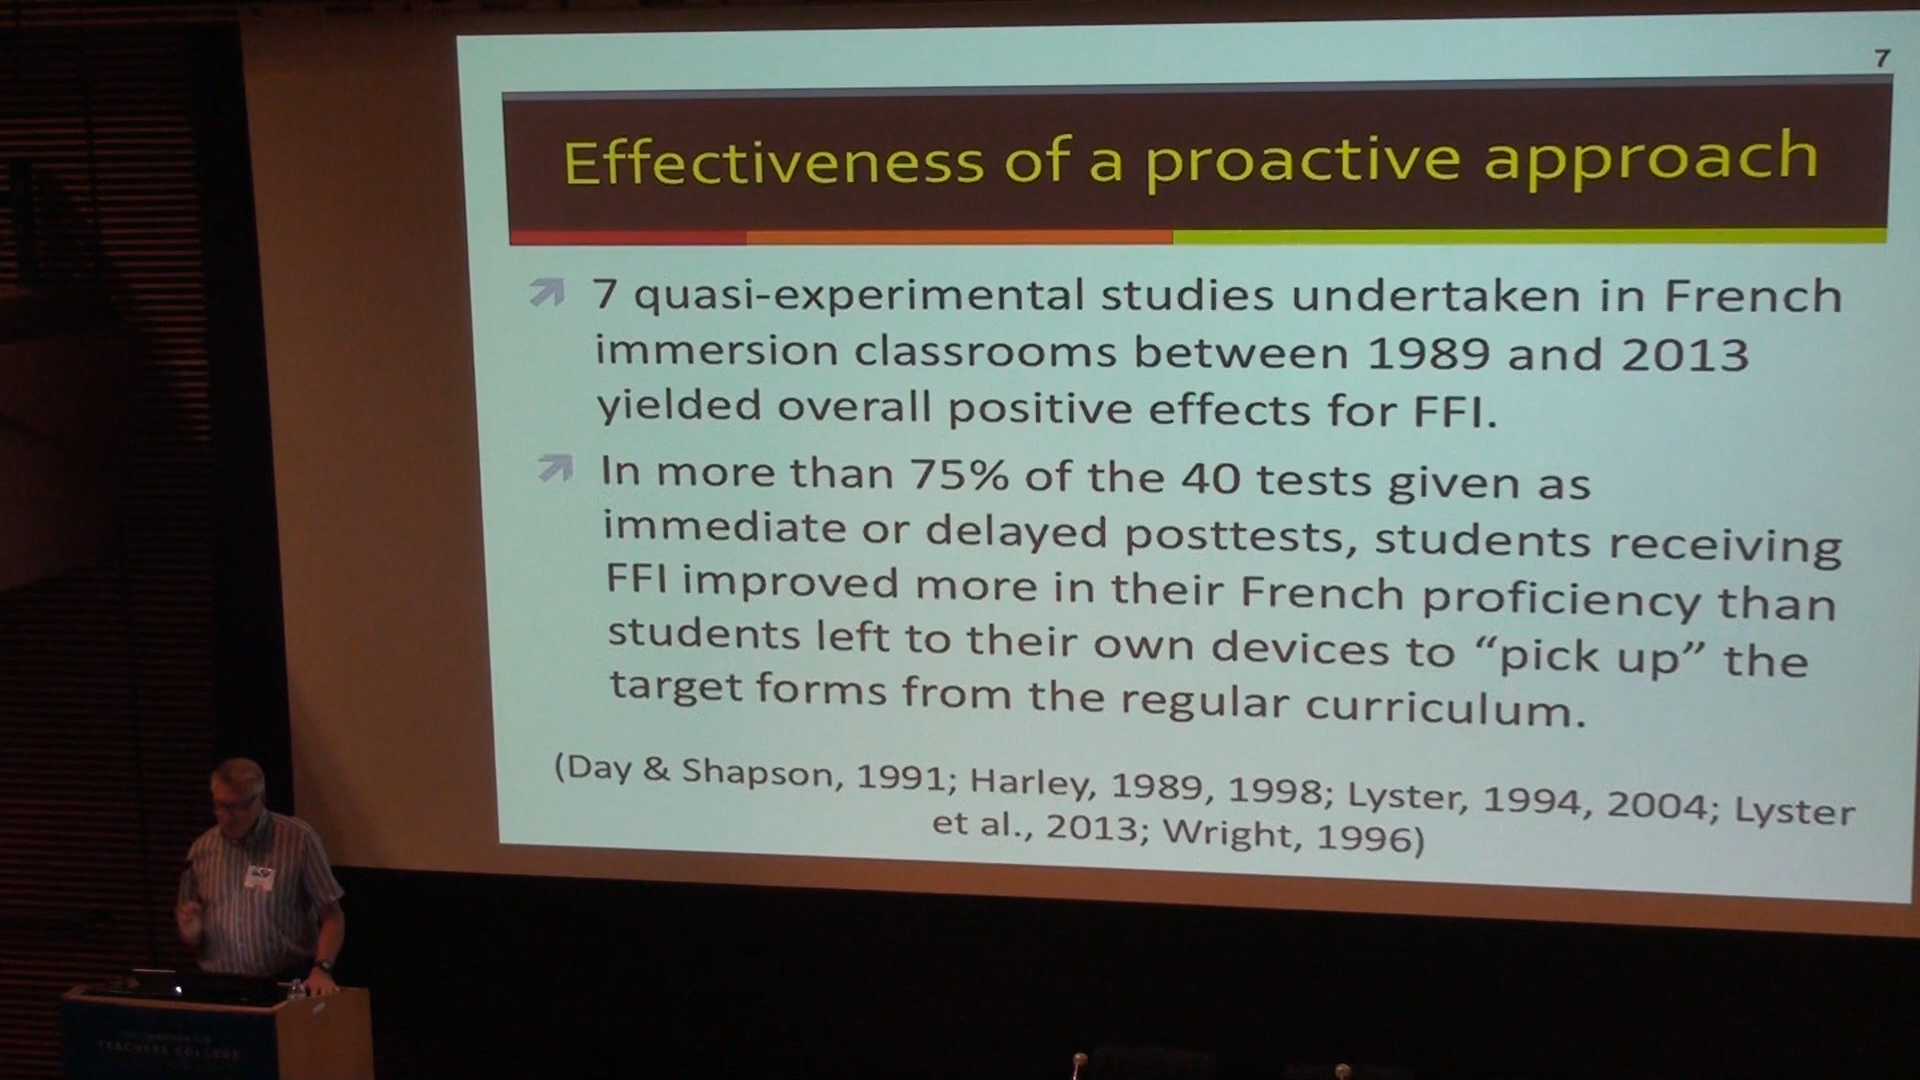 7
Effectiveness of a proactive approach
7 quasi-experimental studies undertaken in French
immersion classrooms between 1989 and 2013
yielded overall positive effects for FFI.
In more than 75% of the 40 tests given as
immediate or delayed posttests, students receiving
FFI improved more in their French proficiency than
students left to their own devices to “pick up” the
target forms from the regular curriculum.
(Day & Shapson, 1991; Harley, 1989, 1998; Lyster, 1994, 2004; Lyster
et al., 2013; Wright, 1996)
TEACHERS COLLEGE